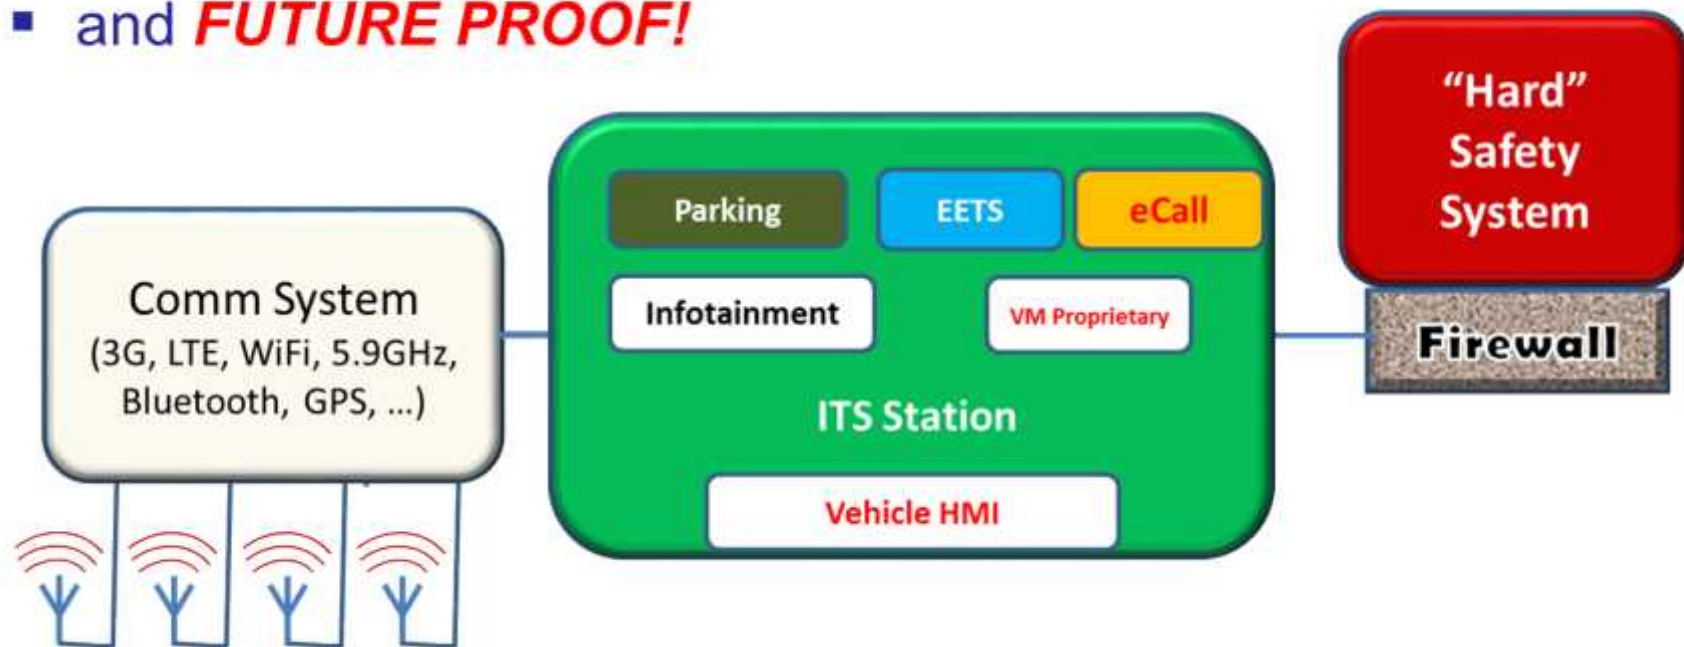 ▪ and FUTURE PROOF!
Comm System
(3G, LTE, WiFi, 5.9GHz,
Bluetooth, GPS, ...)
Parking
EETS
eCall
Infotainment
VM Proprietary
ITS Station
Vehicle HMI
“Hard”
Safety
System
Firewall